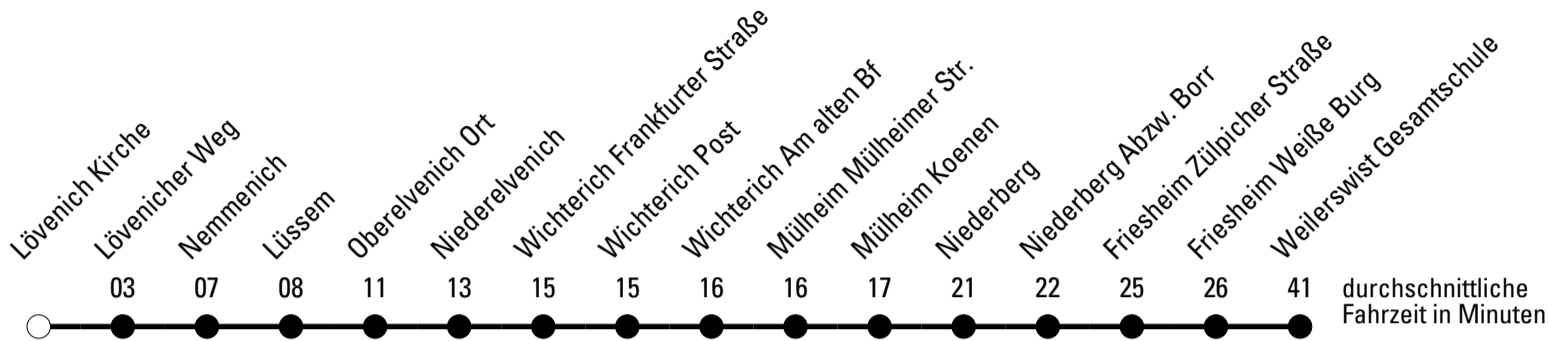 Lövenich Kirche
Lövenicher Weg
Nemmenich
Lüssem
Oberelvenich Ort
Niederelvenich
Wichterich Frankfurter Straße
Wichterich Post
Wichterich Am alten Bf
Mülheim Mülheimer Str.
Mülheim Koenen
Niederberg
Niederberg Abzw. Borr
Friesheim Zülpicher Straße
Friesheim Weiße Burg
Weilerswist Gesamtschule
03 07 08 11 13 15 15 16 16 17 21 22 25 26 41 durchschnittliche
Fahrzeit in Minuten